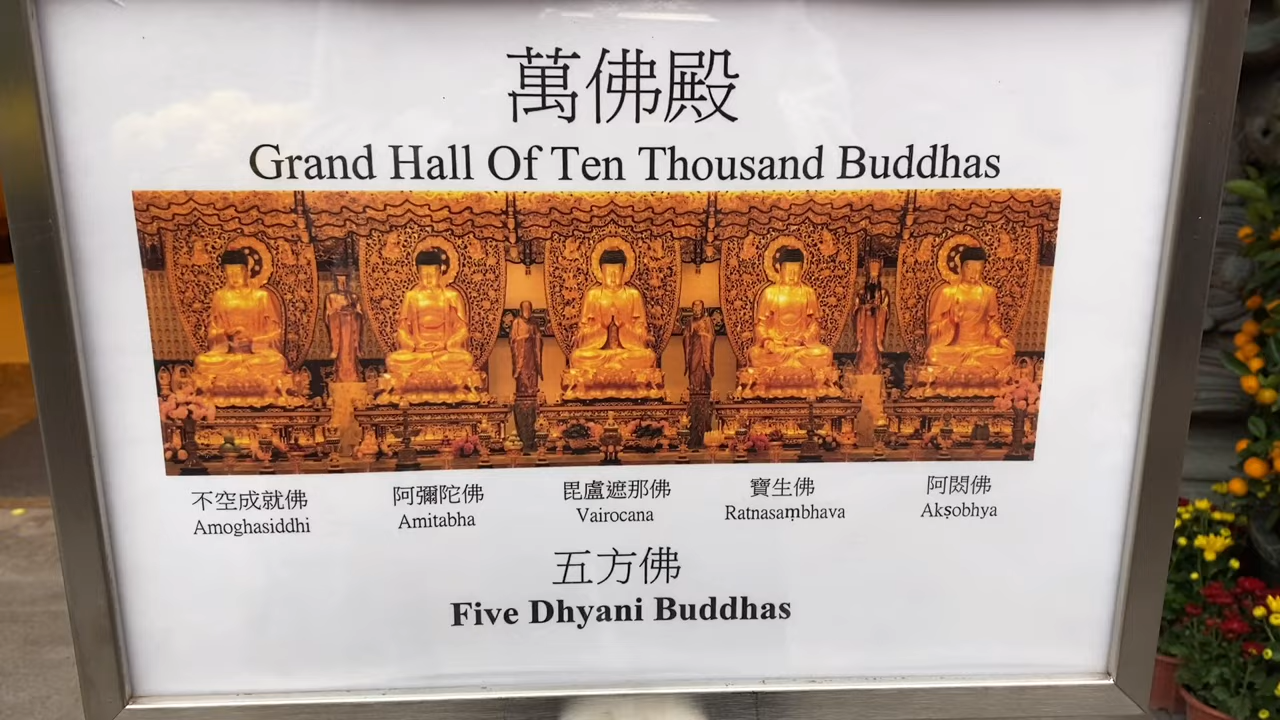 萬佛殿
Grand Hall Of Ten Thousand Buddhas
不空成就佛 阿彌陀佛 毘盧遮那佛 寶生佛 阿閦佛
Amoghasiddhi Amitabha Vairocana Ratnasaṃbhava Akṣobhya
五方佛
Five Dhyani Buddhas